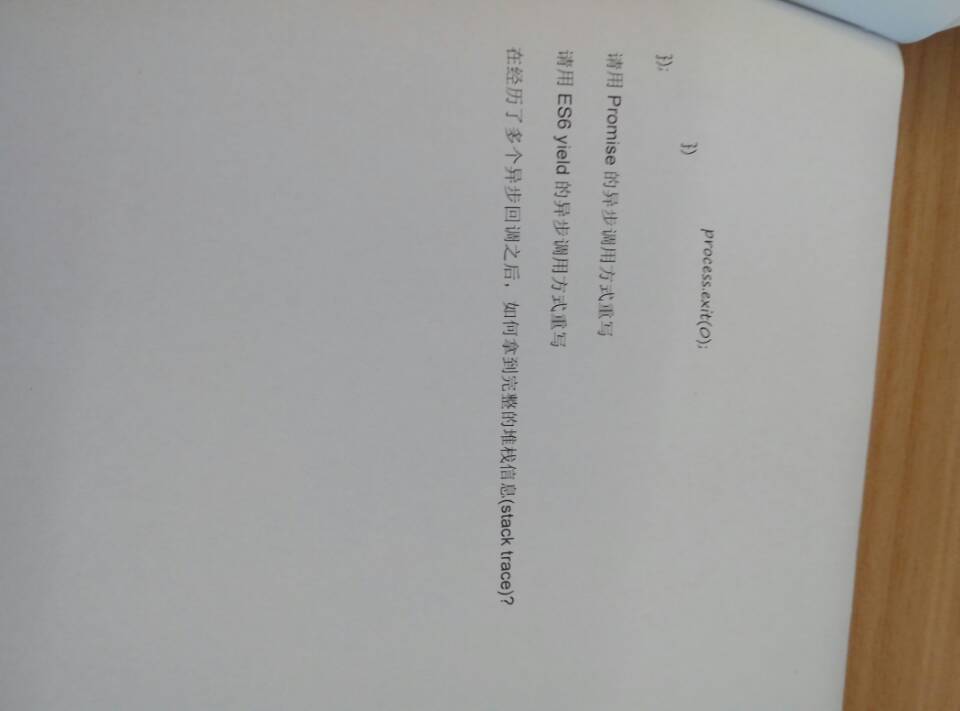 process.exit(0);
})
});
请用 Promise 的异步调用方式重写
请用 ES6 yield 的异步调用方式重写
在经历了多个异步回调之后，如何拿到完整的堆栈信息(stack trace)?